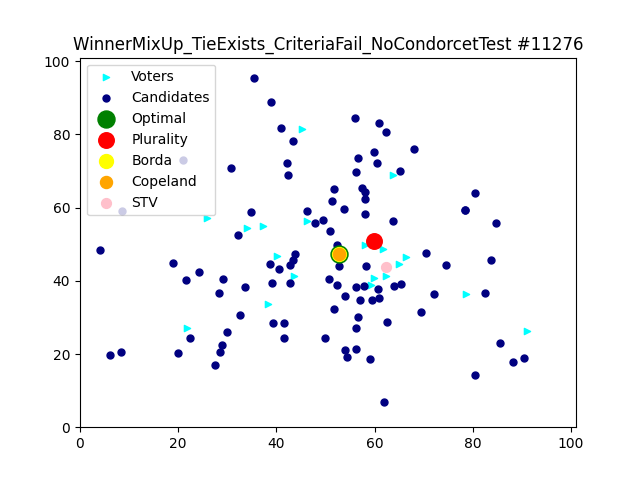 WinnerMixUp_TieExists_CriteriaFail_NoCondorcetTest #11276
100
80
60
40
20
0
0 20 40 60 80 100
Voters
Candidates
Optimal
Plurality
Borda
Copeland
STV